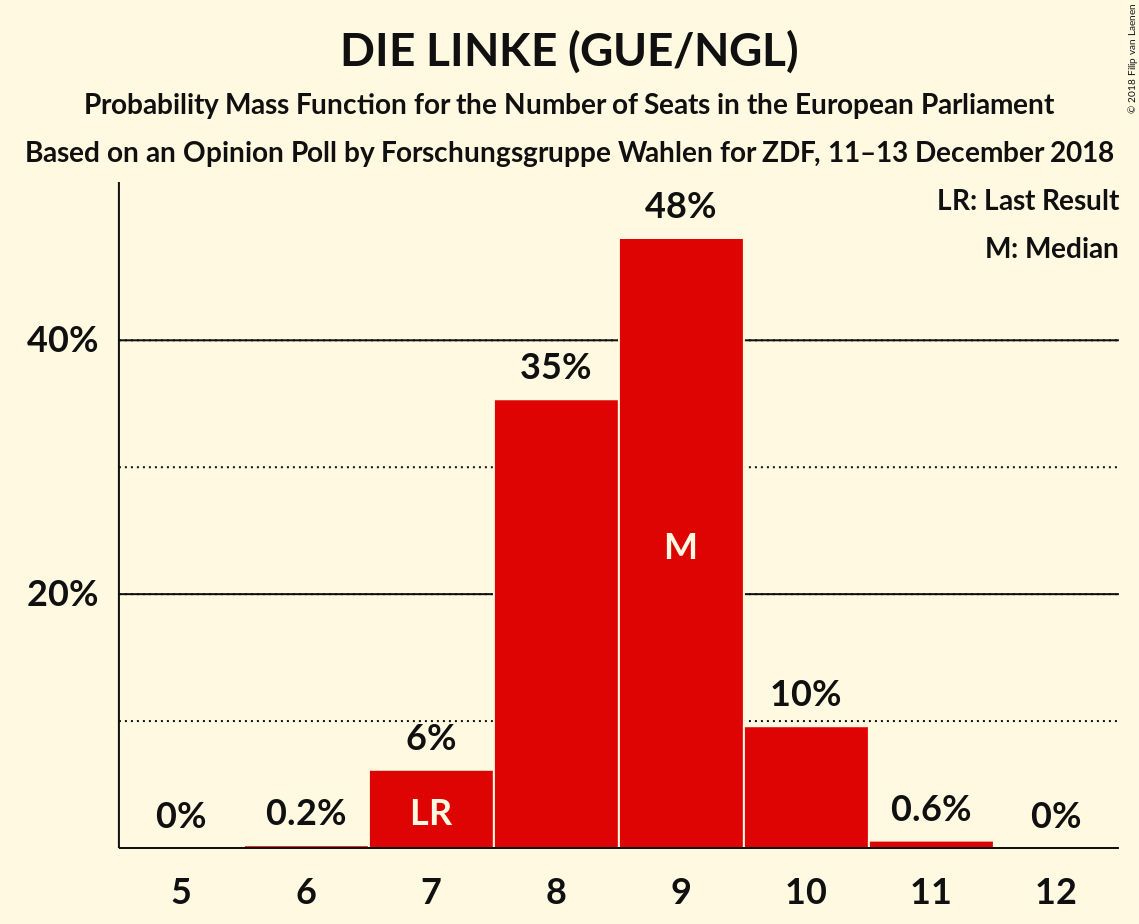 DIE LINKE (GUE/NGL)
Probability Mass Function for the Number of Seats in the European Parliament
Based on an Opinion Poll by Forschungsgruppe Wahlen for ZDF, 11–13 December 2018
© 2018 Filip van Laenen
LR: Last Result
M: Median
48%
40%
35%
M
20%
10%
6%
LR
0%
0.2%
0.6%
0%
5 6 7 8 9 10 11 12